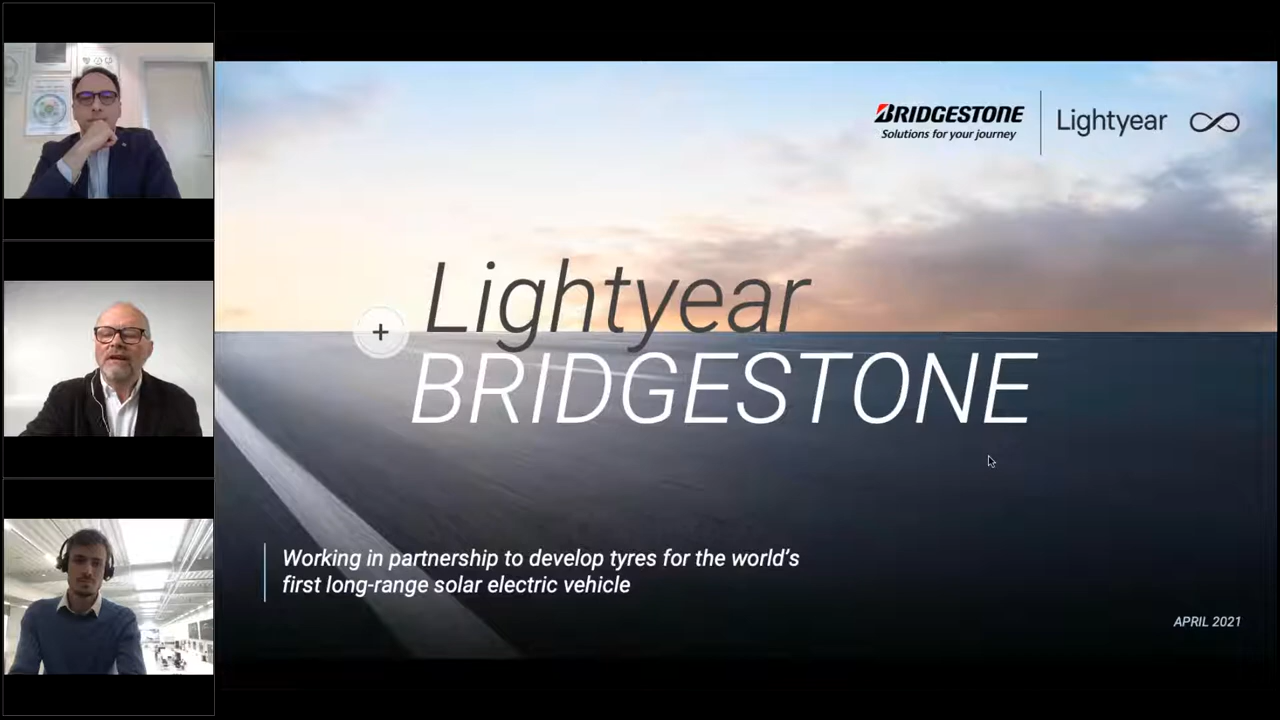 BRIDGESTONE
Solutions for your journey
Lightyear
Lightyear
+
BRIDGESTONE
Working in partnership to develop tyres for the world's
first long-range solar electric vehicle
APRIL 2021